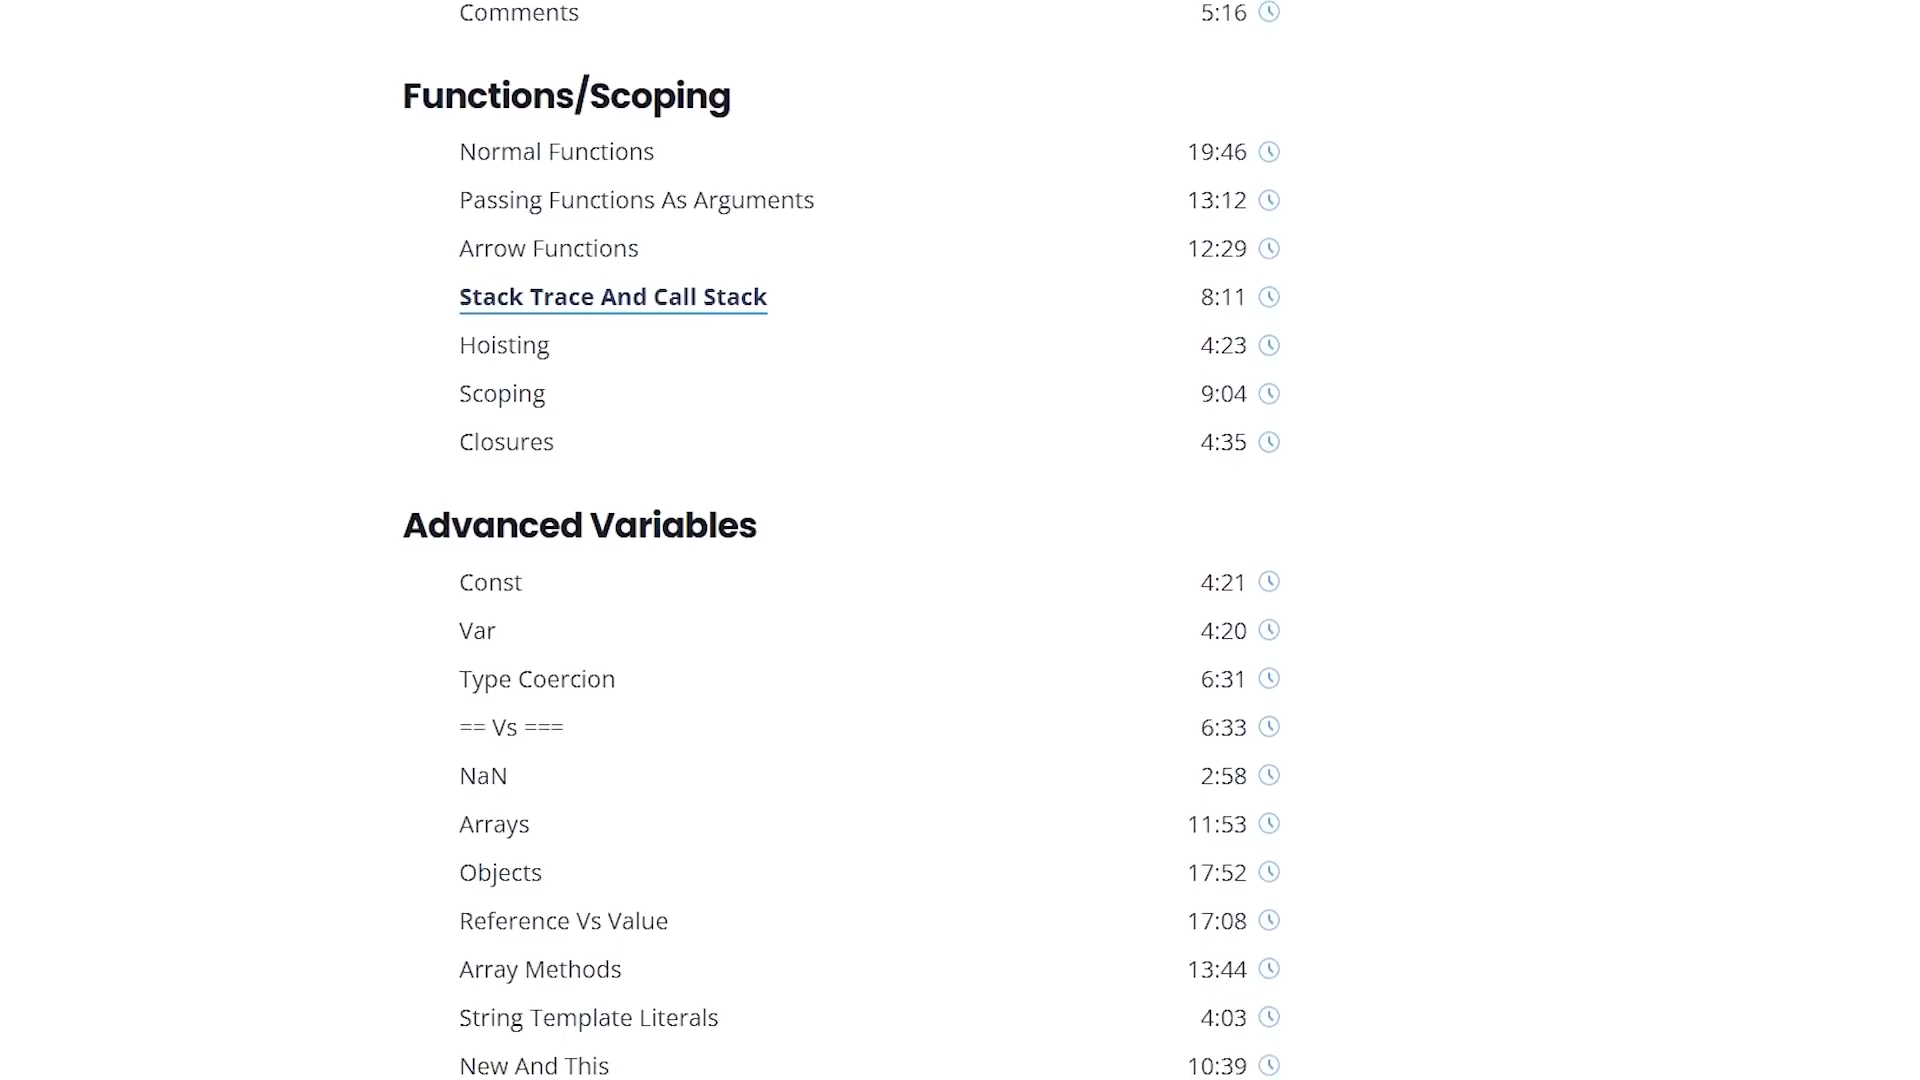 Comments 5:16
Functions/Scoping
Normal Functions 19:46
Passing Functions As Arguments 13:12
Arrow Functions 12:29
Stack Trace And Call Stack 8:11
Hoisting 4:23
Scoping 9:04
Closures 4:35
Advanced Variables
Const 4:21
Var 4:20
Type Coercion 6:31
== Vs === 6:33
NaN 2:58
Arrays 11:53
Objects 17:52
Reference Vs Value 17:08
Array Methods 13:44
String Template Literals 4:03
New And This 10:39